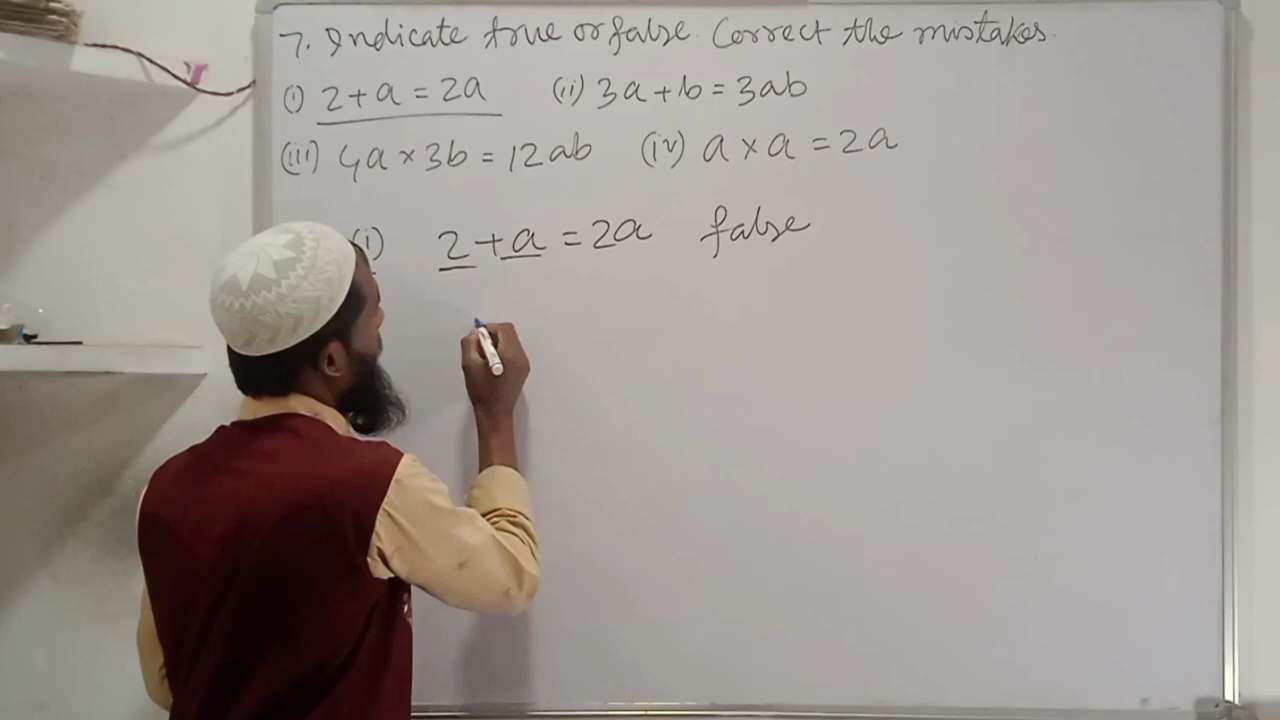 7. Indicate true or false. Correct the mistakes.
(i) 2+a = 2a (ii) 3a+b = 3ab
(iii) 4a × 3b = 12ab (iv) a × a = 2a
(i) 2+a = 2a false